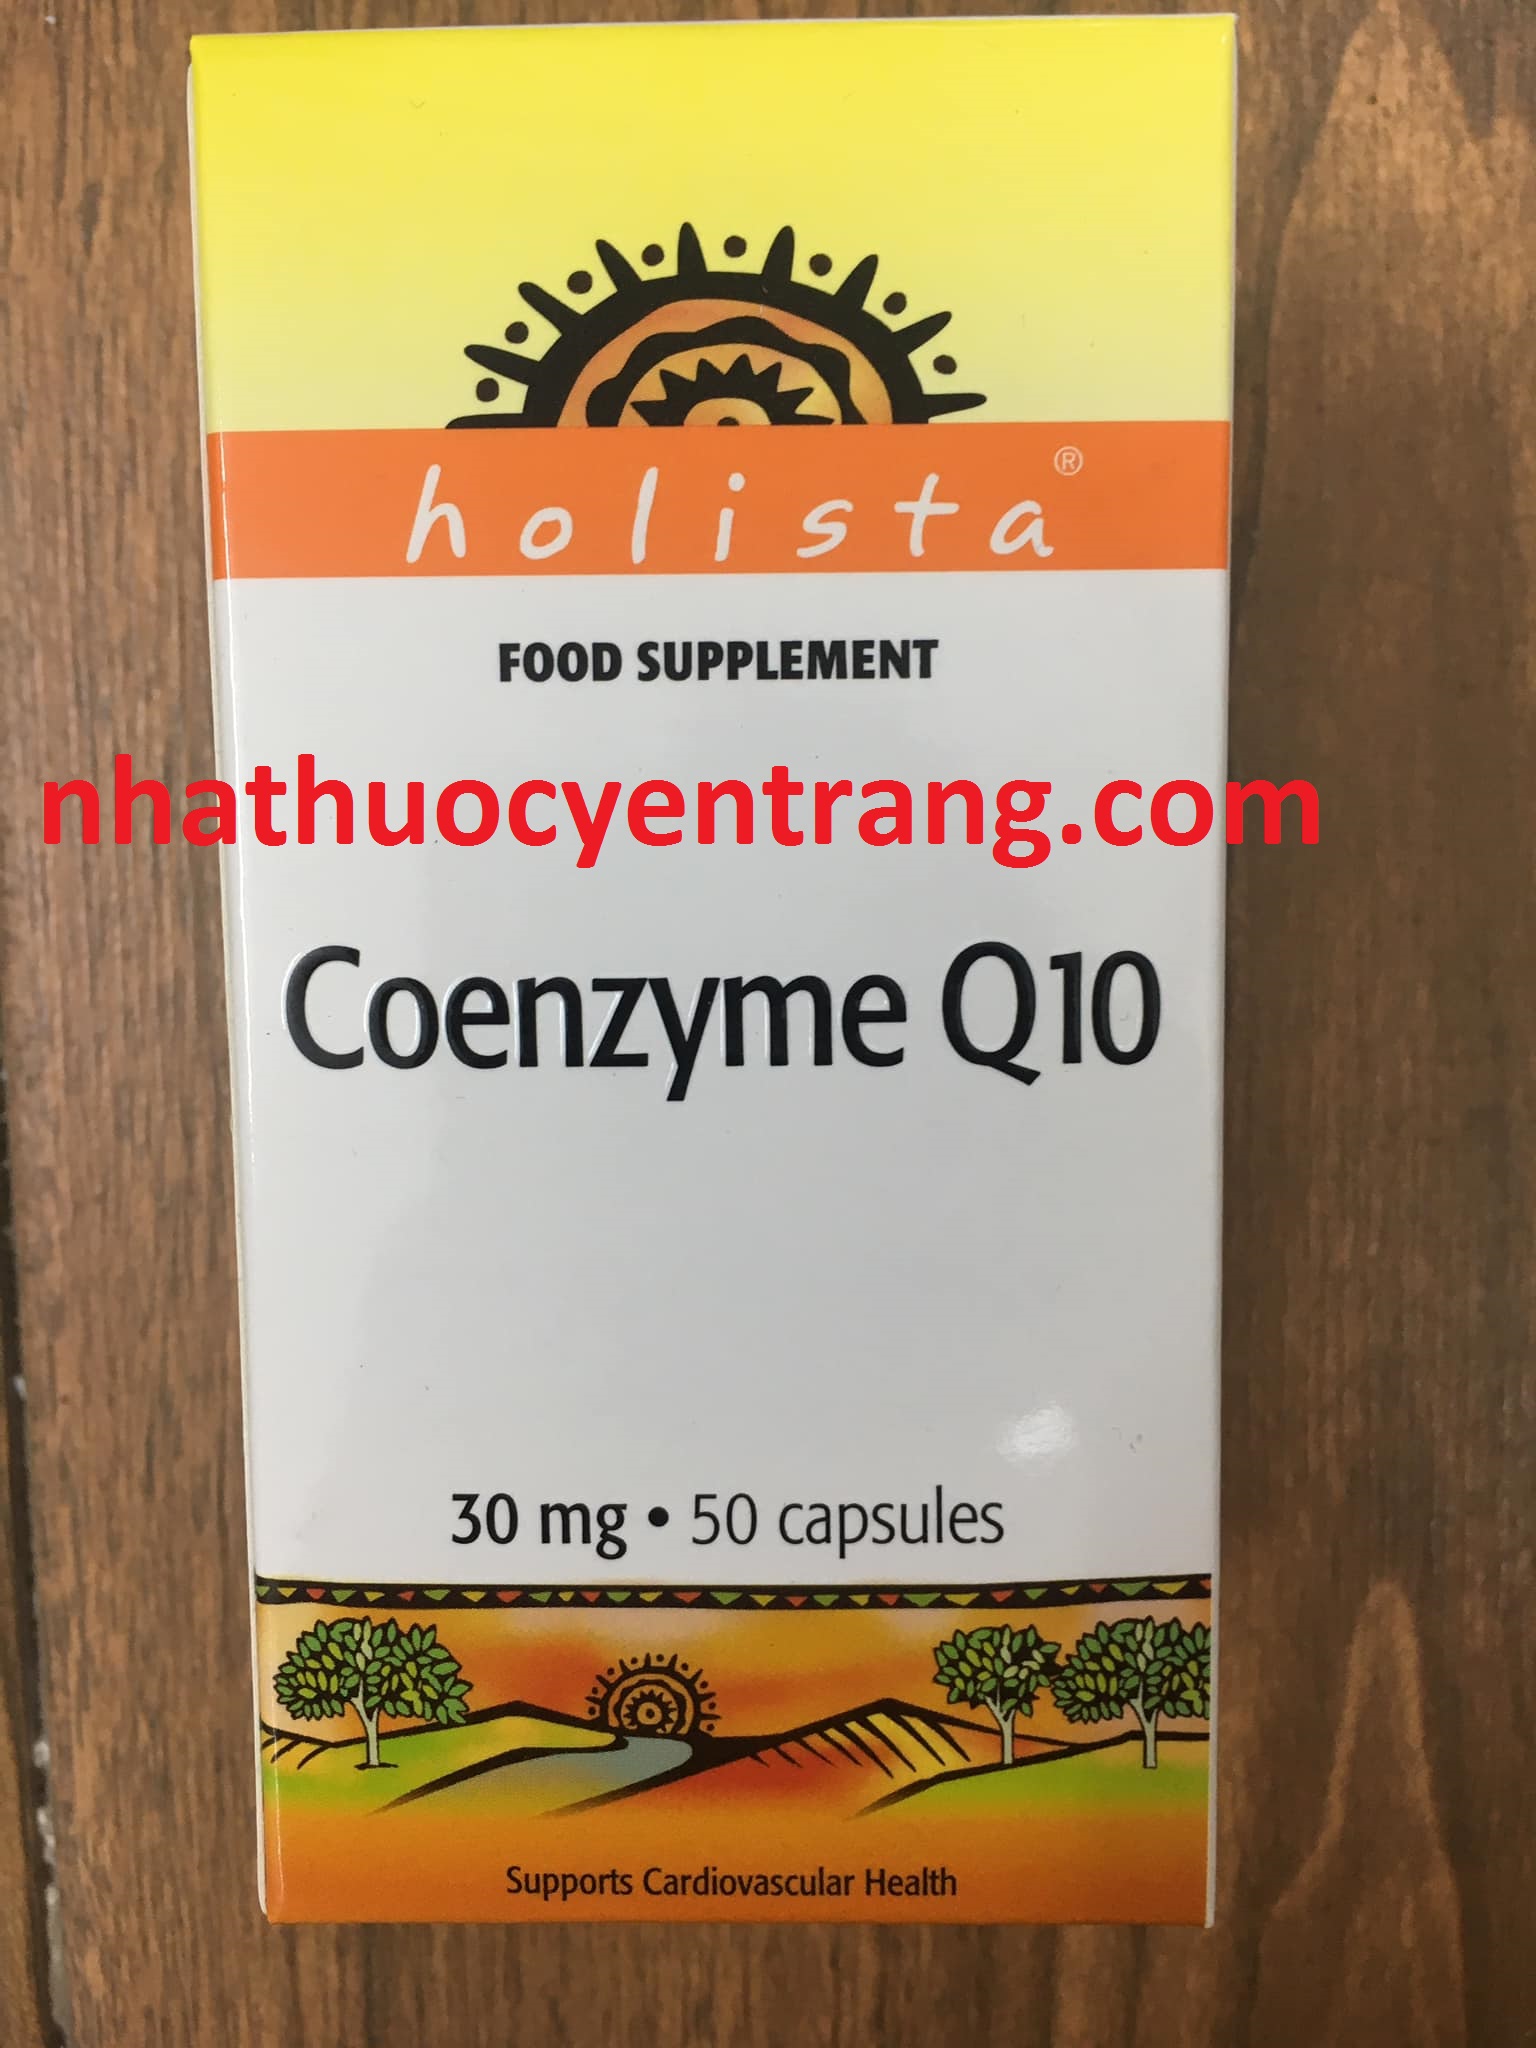 holista®
FOOD SUPPLEMENT
nhathuocyentrang.com
Coenzyme Q10
30 mg • 50 capsules
Supports Cardiovascular Health